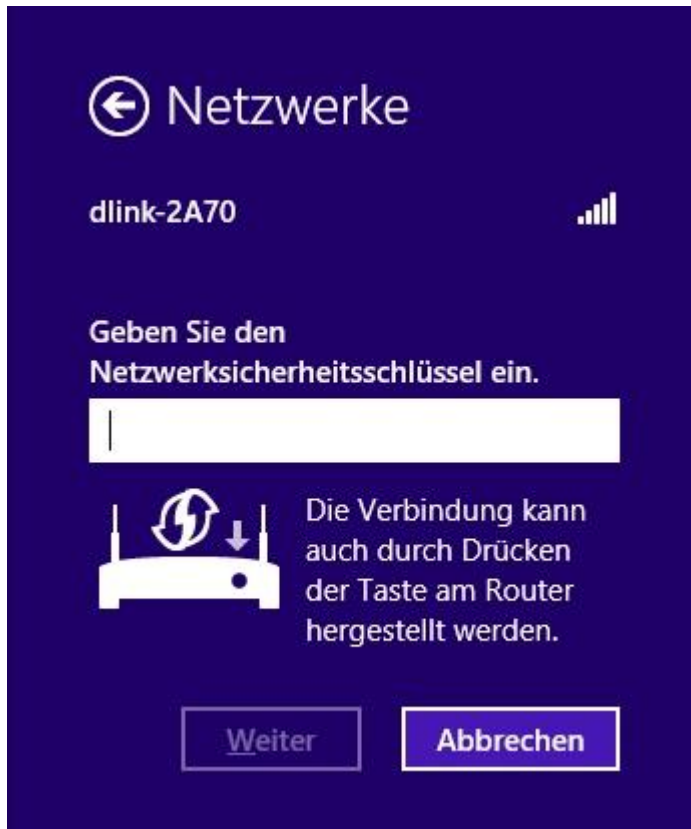 Netzwerke
dlink-2A70
Geben Sie den
Netzwerksicherheitsschlüssel ein.
Die Verbindung kann
auch durch Drücken
der Taste am Router
hergestellt werden.
Weiter
Abbrechen